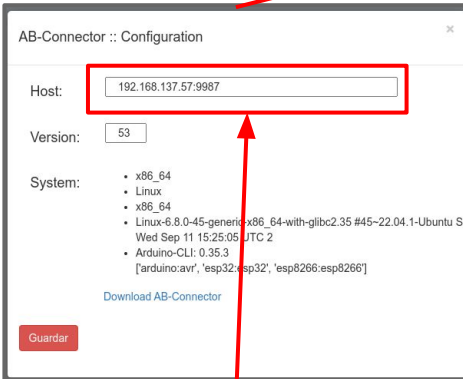 AB-Connector :: Configuration ×
Host: 192.168.137.57:9987
Version: 53
System:
x86_64
Linux
x86_64
Linux-6.8.0-45-generic-x86_64-with-glibc2.35 #45~22.04.1-Ubuntu S
Wed Sep 11 15:25:05 UTC 2
Arduino-CLI: 0.35.3
['arduino:avr', 'esp32:esp32', 'esp8266:esp8266']
Download AB-Connector
Guardar